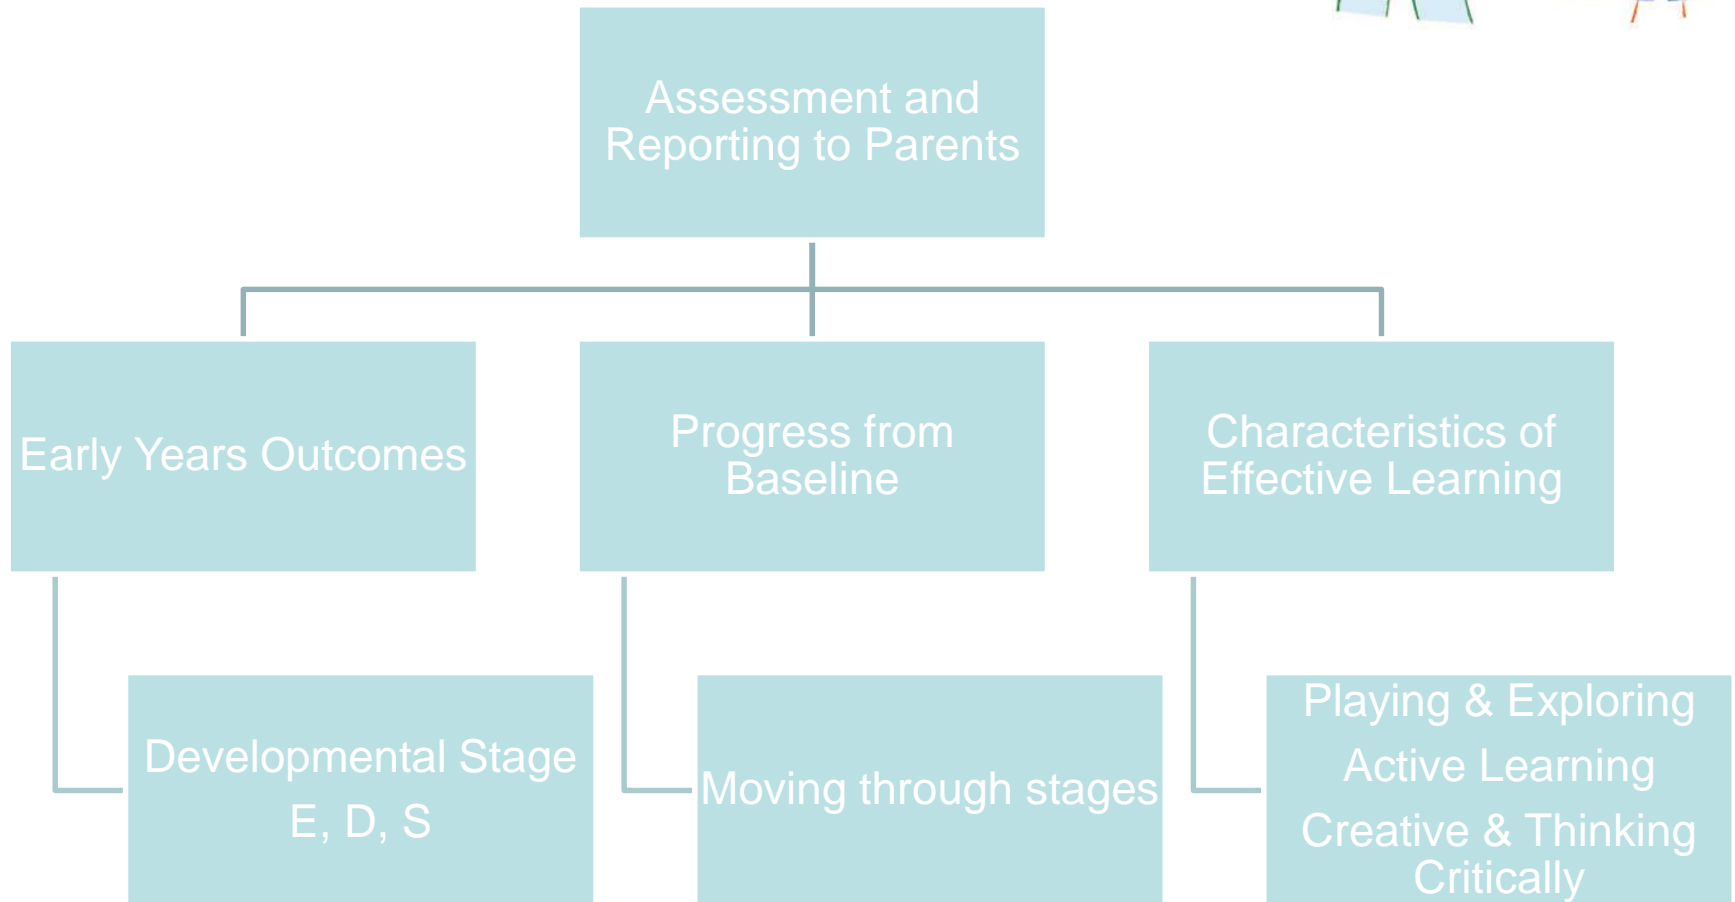 Assessment and
Reporting to Parents
Early Years Outcomes
Progress from
Baseline
Characteristics of
Effective Learning
Developmental Stage
E, D, S
Moving through stages
Playing & Exploring
Active Learning
Creative & Thinking
Critically